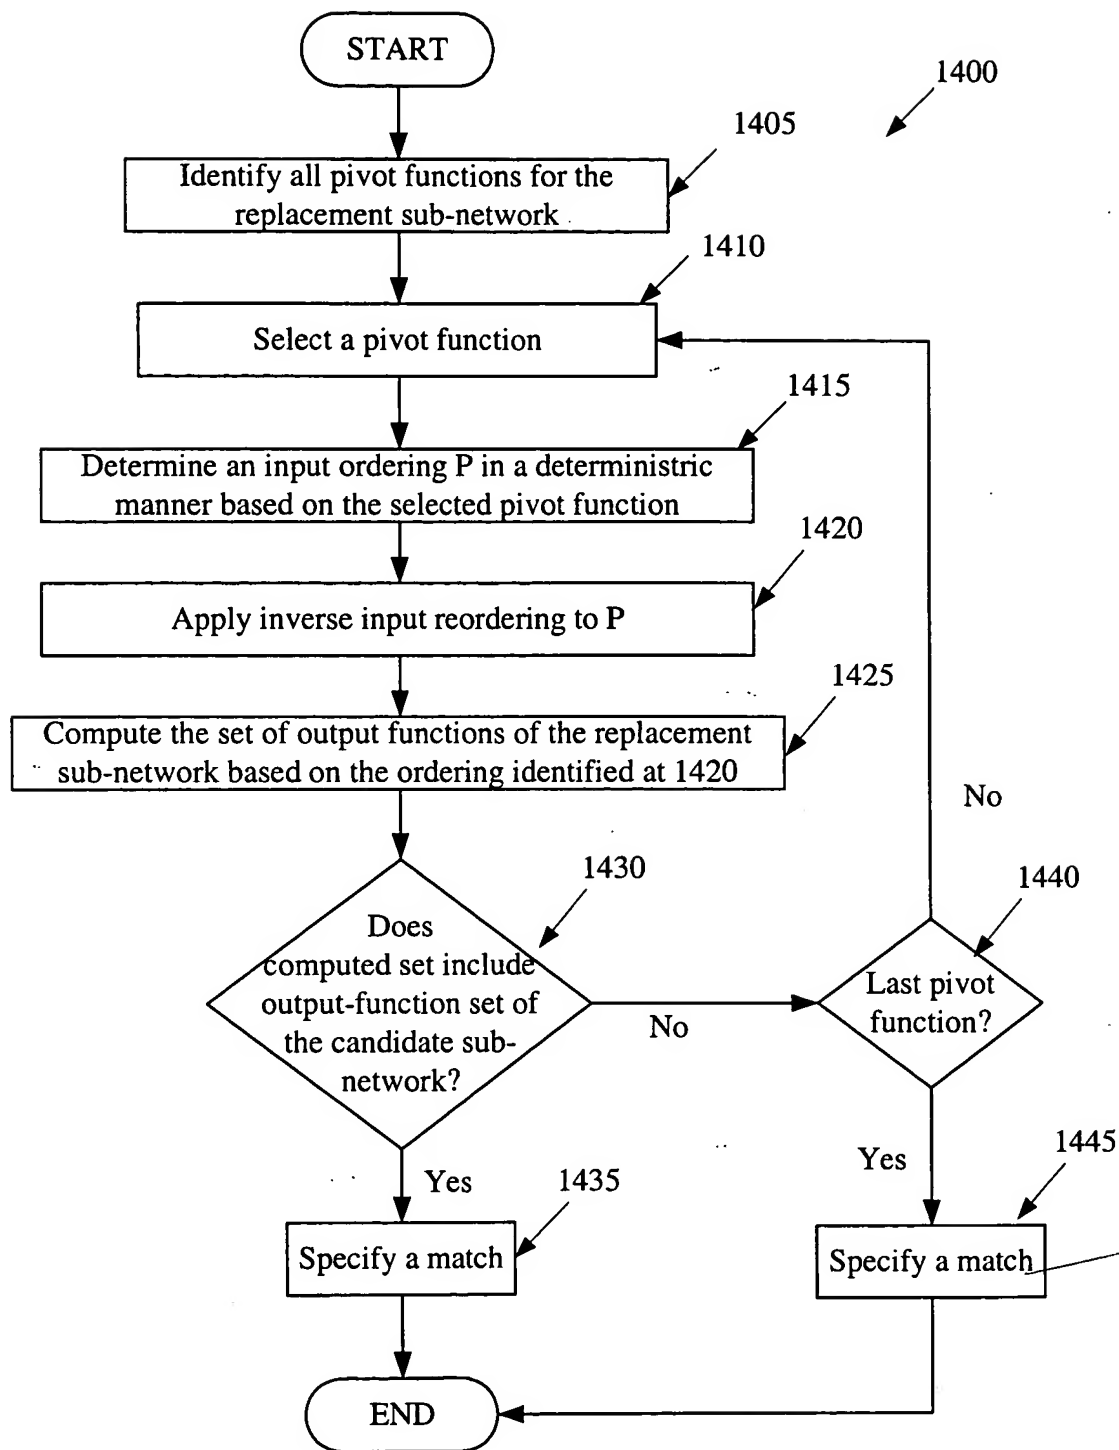 START
1400
1405
Identify all pivot functions for the
replacement sub-network
1410
Select a pivot function
1415
Determine an input ordering P in a deterministric
manner based on the selected pivot function
1420
Apply inverse input reordering to P
1425
Compute the set of output functions of the replacement
sub-network based on the ordering identified at 1420
No
1430
Does
computed set include
output-function set of
the candidate sub-
network?
No
1440
Last pivot
function?
Yes
1435
Specify a match
Yes
1445
Specify a match
END